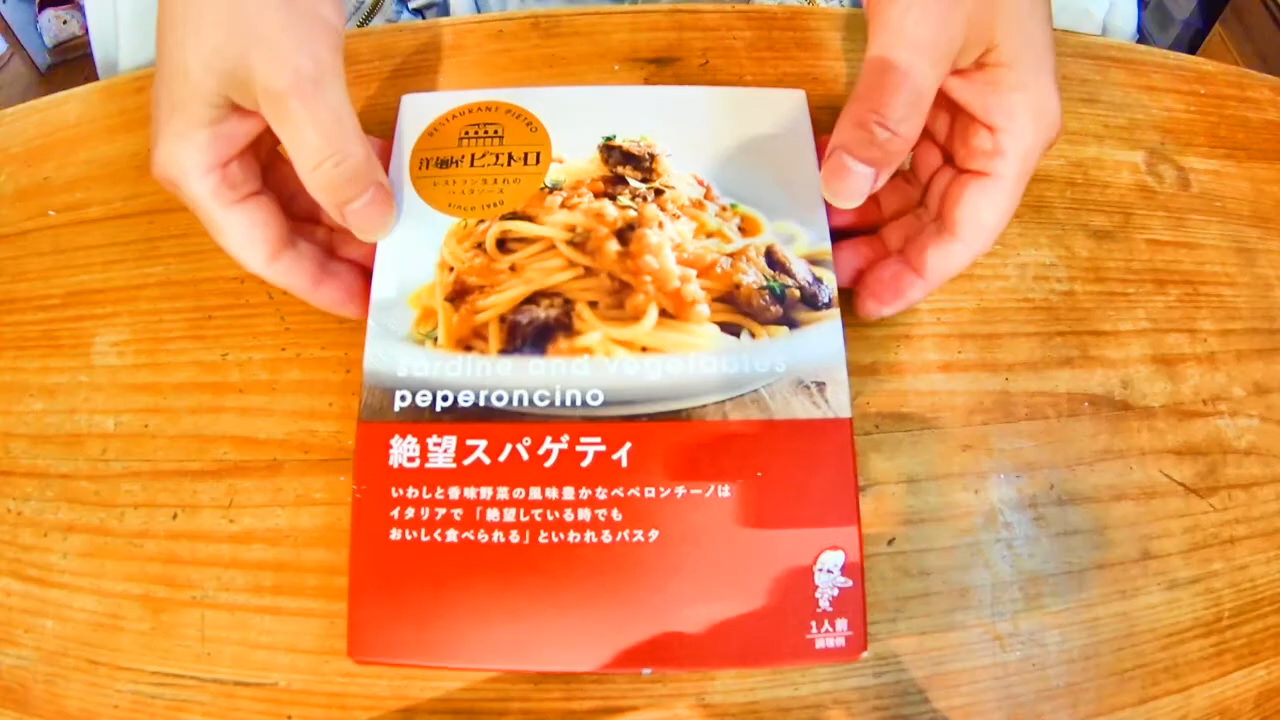 RESTAURANT PIETRO
洋麺屋 ピエトロ
レストラン生まれの
パスタソース
since 1980
sardine and vegetables
peperoncino
絶望スパゲティ
いわしと香味野菜の風味豊かなペペロンチーノは
イタリアで「絶望している時でも
おいしく食べられる」といわれるパスタ
1人前
調理例